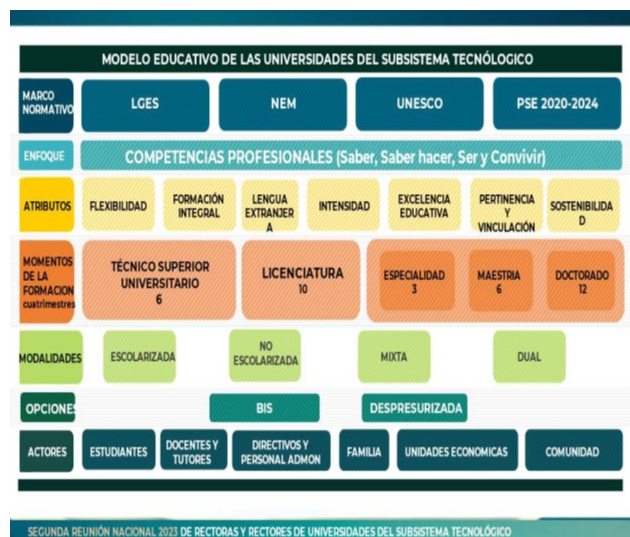 MODELO EDUCATIVO DE LAS UNIVERSIDADES DEL SUBSISTEMA TECNÓLOGICO
MARCO
NORMATIVO
LGES
NEM
UNESCO
PSE 2020-2024
ENFOQUE
COMPETENCIAS PROFESIONALES (Saber, Saber hacer, Ser y Convivir)
ATRIBUTOS
FLEXIBILIDAD
FORMACIÓN
INTEGRAL
LENGUA
EXTRANJER
A
INTENSIDAD
EXCELENCIA
EDUCATIVA
PERTINENCIA
Y
VINCULACIÓN
SOSTENIBILIDA
D
MOMENTOS
DE LA
FORMACION
cuatrimestres
TÉCNICO SUPERIOR
UNIVERSITARIO
6
LICENCIATURA
10
ESPECIALIDAD
3
MAESTRIA
6
DOCTORADO
12
MODALIDADES
ESCOLARIZADA
NO
ESCOLARIZADA
MIXTA
DUAL
OPCIONES
BIS
DESPRESURIZADA
ACTORES
ESTUDIANTES
DOCENTES Y
TUTORES
DIRECTIVOS Y
PERSONAL ADMON
FAMILIA
UNIDADES ECONOMICAS
COMUNIDAD
SEGUNDA REUNIÓN NACIONAL 2023 DE RECTORAS Y RECTORES DE UNIVERSIDADES DEL SUBSISTEMA TECNOLÓGICO